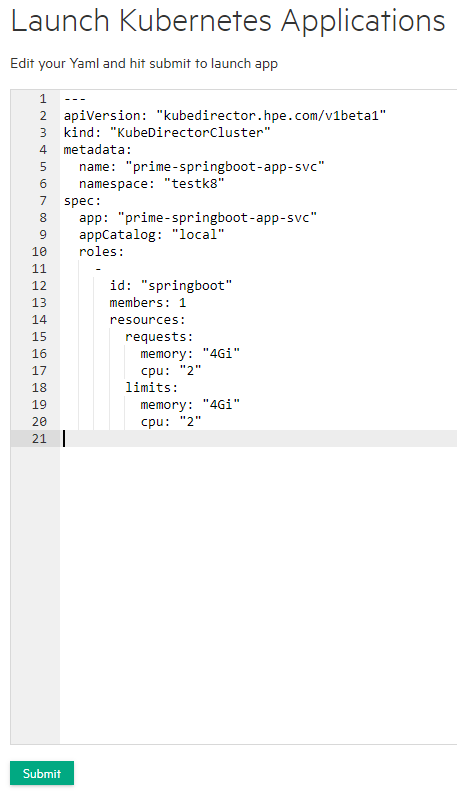 Launch Kubernetes Applications
Edit your Yaml and hit submit to launch app
1 ---
2 apiVersion: "kubedirector.hpe.com/v1beta1"
3 kind: "KubeDirectorCluster"
4 metadata:
5   name: "prime-springboot-app-svc"
6   namespace: "testk8"
7 spec:
8   app: "prime-springboot-app-svc"
9   appCatalog: "local"
10   roles:
11     -
12       id: "springboot"
13       members: 1
14       resources:
15         requests:
16           memory: "4Gi"
17           cpu: "2"
18         limits:
19           memory: "4Gi"
20           cpu: "2"
21
Submit